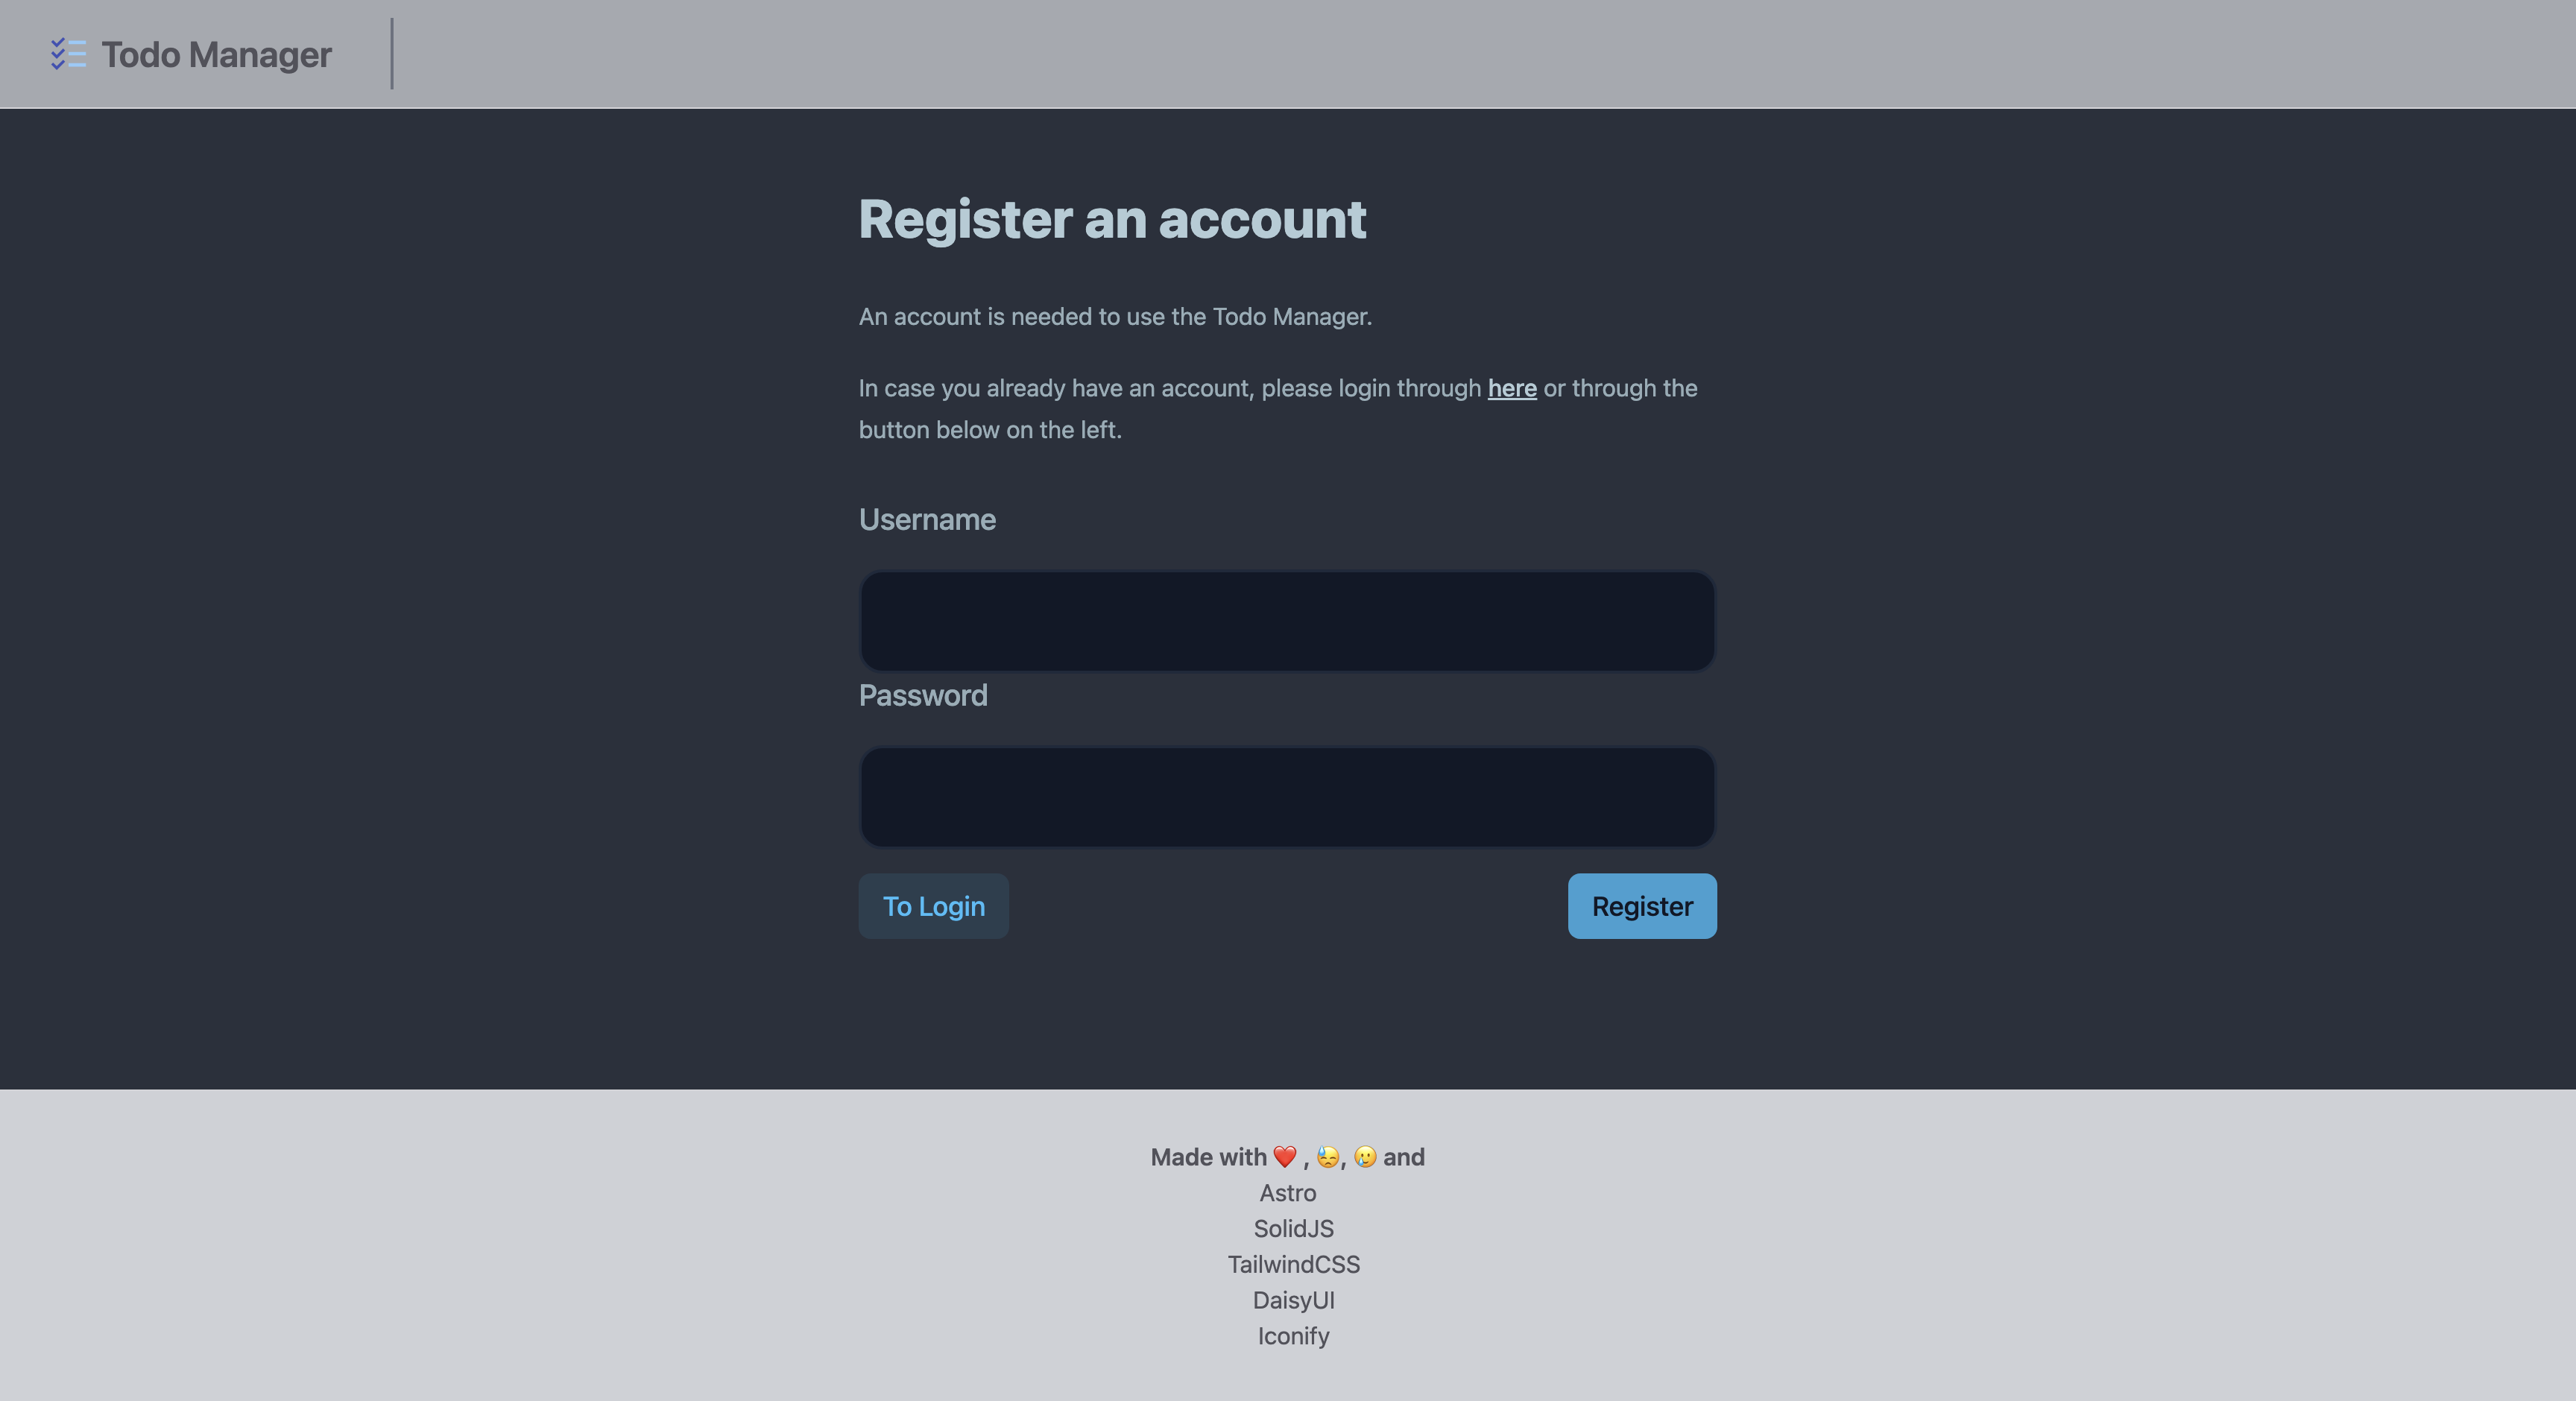 Todo Manager
Register an account
An account is needed to use the Todo Manager.
In case you already have an account, please login through here or through the
button below on the left.
Username
Password
To Login
Register
Made with ❤️ , 😓, 🥲 and
Astro
SolidJS
TailwindCSS
DaisyUI
Iconify